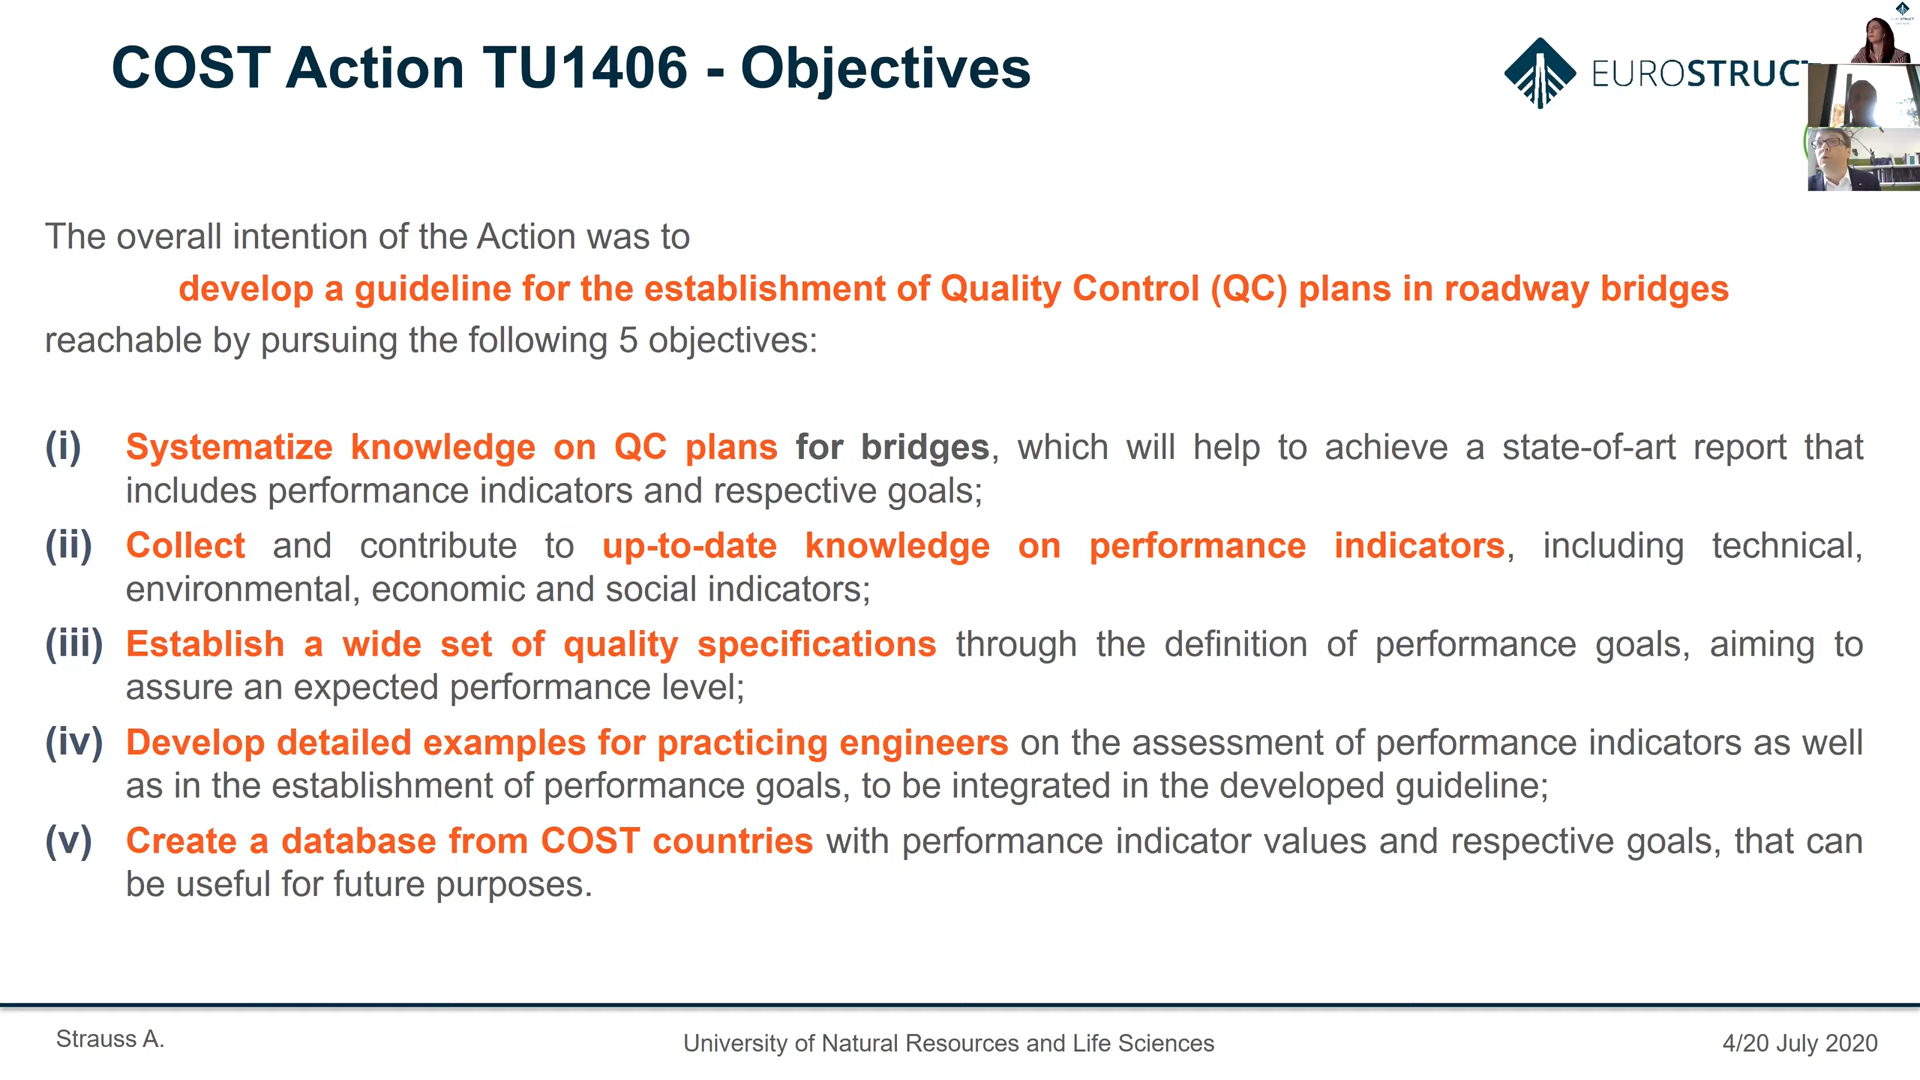 COST Action TU1406 - Objectives
EUROSTRUCT
The overall intention of the Action was to
develop a guideline for the establishment of Quality Control (QC) plans in roadway bridges
reachable by pursuing the following 5 objectives:
(i) Systematize knowledge on QC plans for bridges, which will help to achieve a state-of-art report that
includes performance indicators and respective goals;
(ii) Collect and contribute to up-to-date knowledge on performance indicators, including technical,
environmental, economic and social indicators;
(iii) Establish a wide set of quality specifications through the definition of performance goals, aiming to
assure an expected performance level;
(iv) Develop detailed examples for practicing engineers on the assessment of performance indicators as well
as in the establishment of performance goals, to be integrated in the developed guideline;
(v) Create a database from COST countries with performance indicator values and respective goals, that can
be useful for future purposes.
Strauss A.
University of Natural Resources and Life Sciences
4/20 July 2020